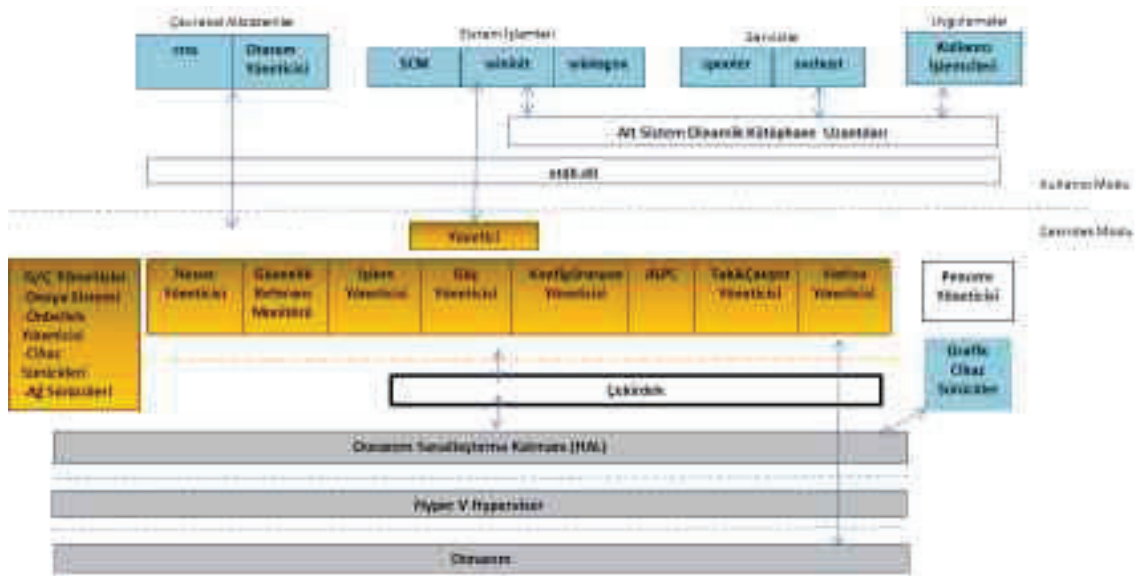 Çevresel Altsistemler
Sistem İşlemleri
Servisler
Uygulamalar
Oturum
Yöneticisi
SCM
wininit
winlogon
spooler
svchost
Kullanıcı
İşlemcileri
Alt Sistem Dinamik Kütüphane Uzantıları
ntdll.dll
Kullanıcı Modu
Çekirdek Modu
Yönetici
G/Ç Yöneticisi
-Dosya Sistemi
-Önbellek
Yöneticisi
-Cihaz
Sürücüleri
-Ağ Sürücüleri
Nesne
Yöneticisi
Güvenlik
Referans
Monitörü
İşlem
Yöneticisi
Güç
Yöneticisi
Konfigürasyon
Yöneticisi
ALPC
Tak&Çalıştır
Yöneticisi
Hafıza
Yöneticisi
Pencere
Yöneticisi
Grafik
Cihaz
Sürücüler
Çekirdek
Donanım Sanallaştırma Katmanı (HAL)
Hyper V Hypervisor
Donanım